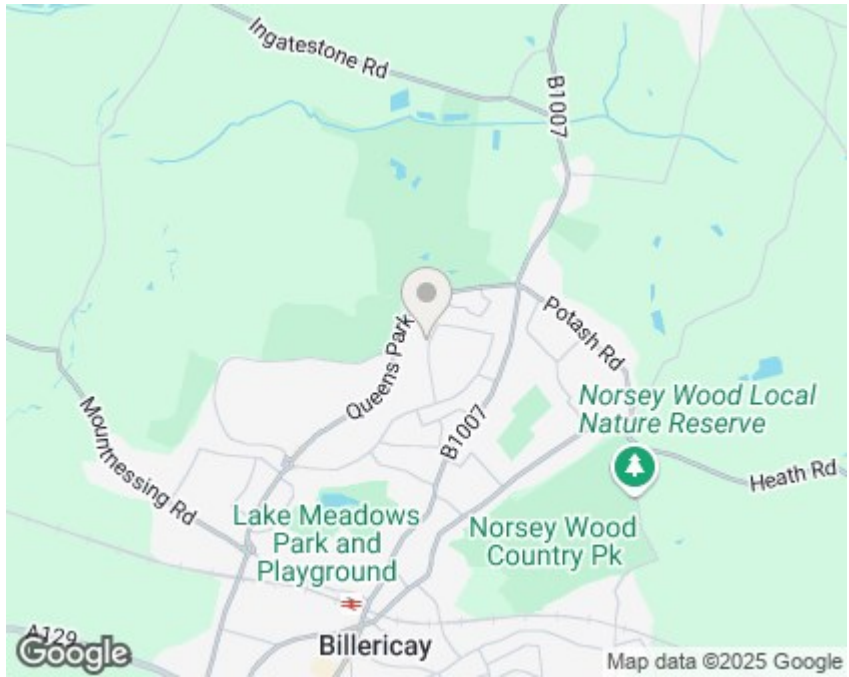 Ingatestone Rd
B1007
Queens Park
Potash Rd
Norsey Wood Local
Nature Reserve
B1007
Mountnessing Rd
Heath Rd
Lake Meadows
Park and
Playground
Norsey Wood
Country Pk
A129
Billericay
Google
Map data ©2025 Google